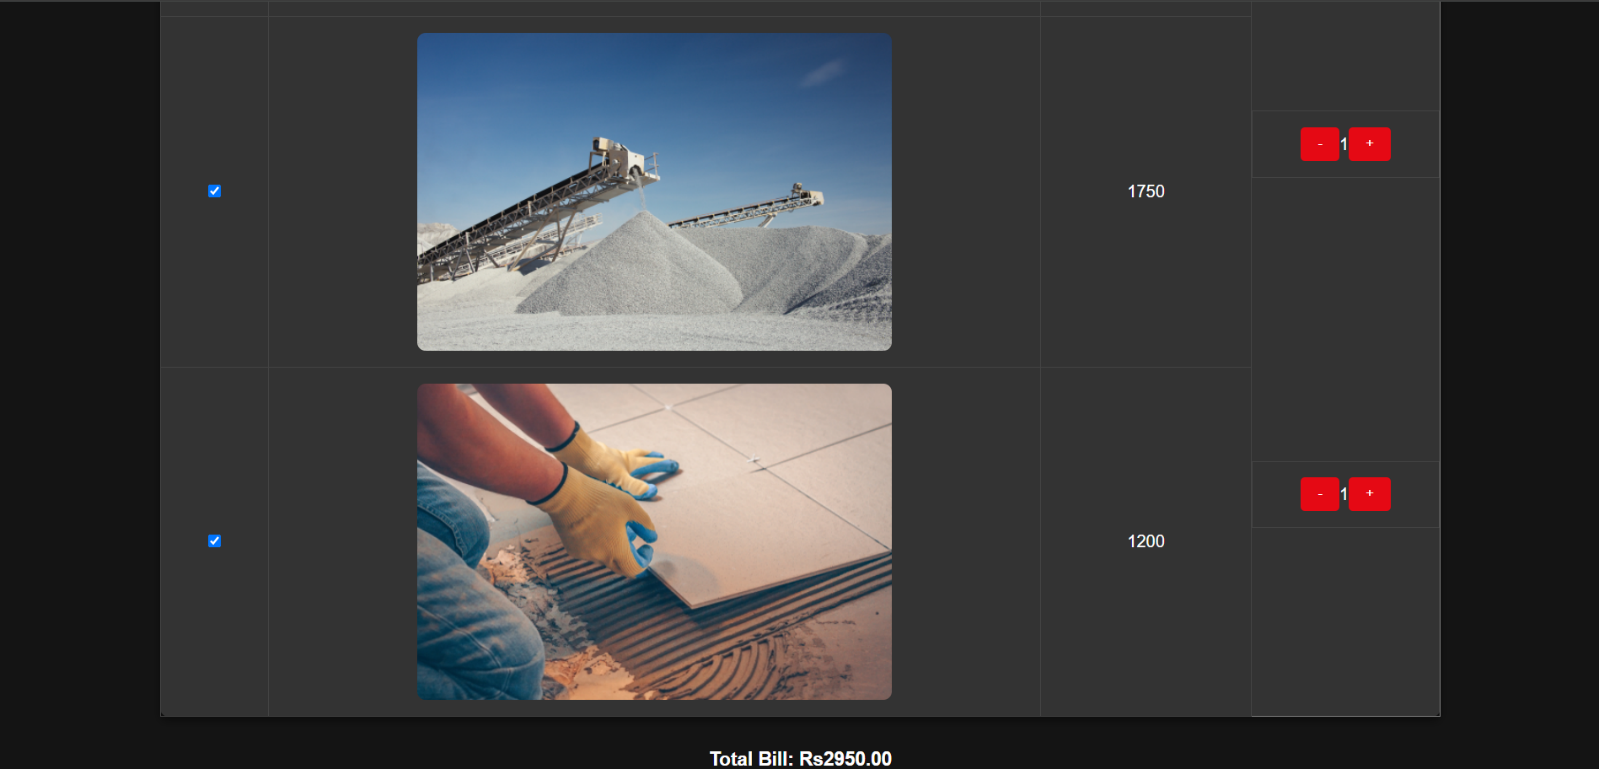 - 1 +
1750
- 1 +
1200
Total Bill: Rs2950.00